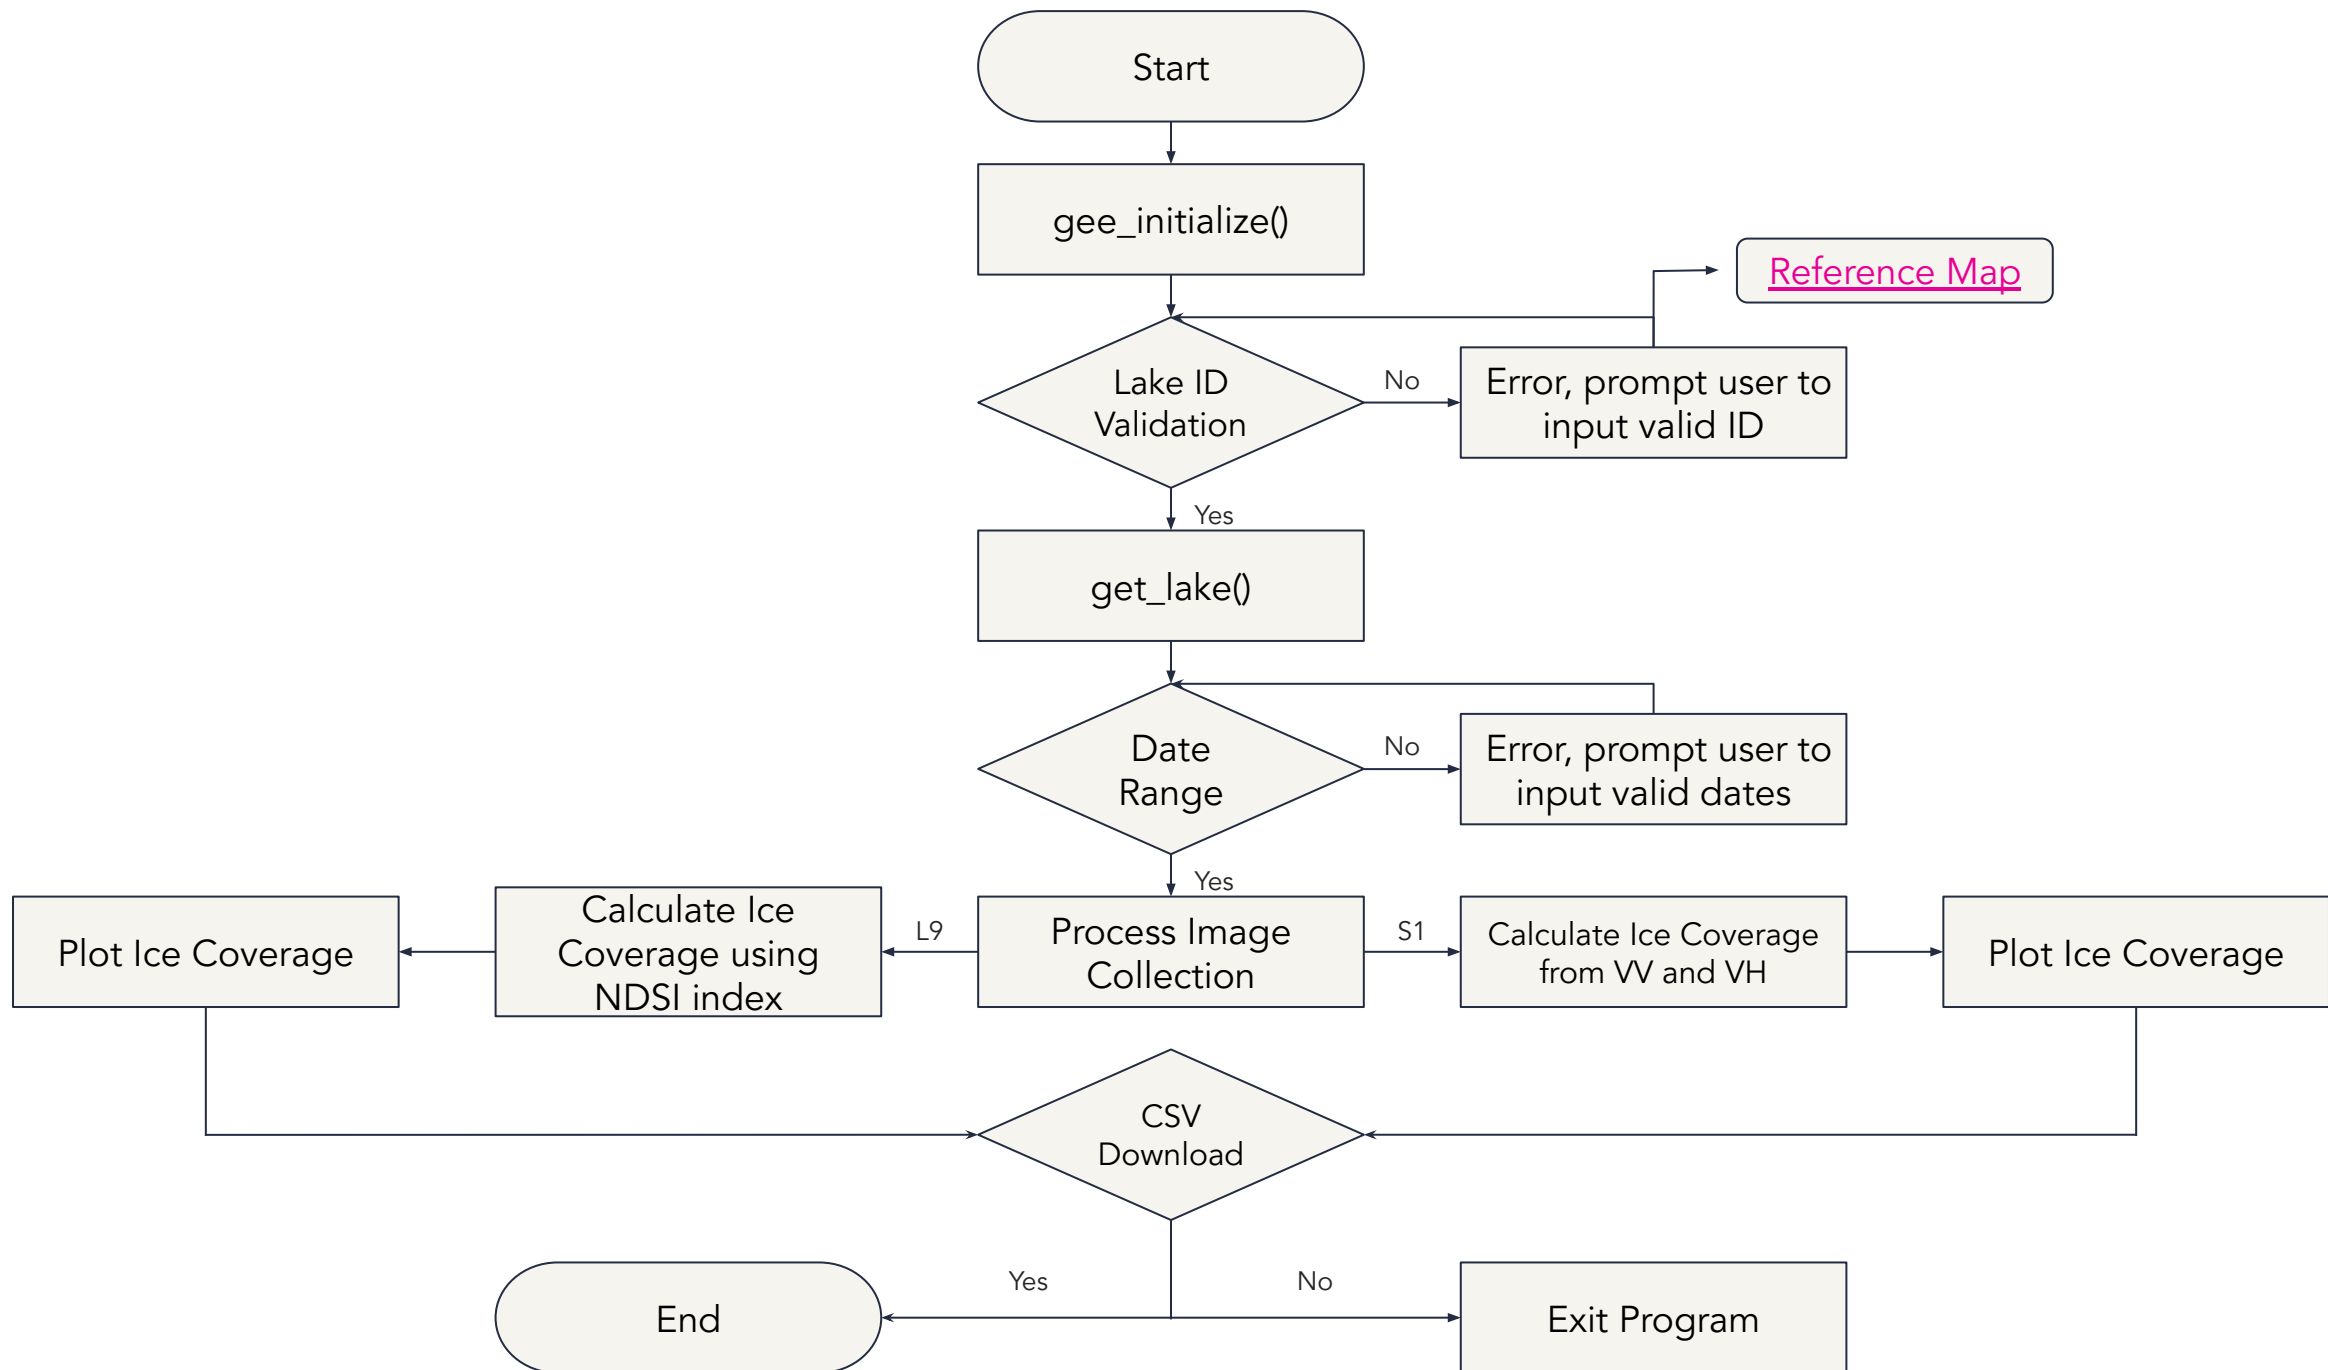 Start
gee_initialize()
Reference Map
Lake ID
Validation
No
Error, prompt user to
input valid ID
Yes
get_lake()
Date
Range
No
Error, prompt user to
input valid dates
Yes
Plot Ice Coverage
Calculate Ice
Coverage using
NDSI index
L9
Process Image
Collection
S1
Calculate Ice Coverage
from VV and VH
Plot Ice Coverage
CSV
Download
Yes
No
End
Exit Program